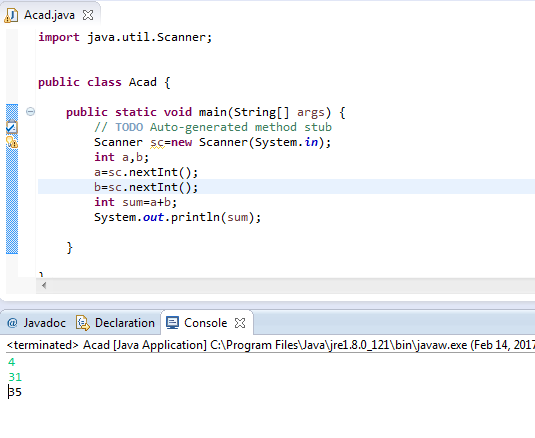 Acad.java
import java.util.Scanner;
public class Acad {
public static void main(String[] args) {
// TODO Auto-generated method stub
Scanner sc=new Scanner(System.in);
int a,b;
a=sc.nextInt();
b=sc.nextInt();
int sum=a+b;
System.out.println(sum);
}
}
@ Javadoc Declaration Console
<terminated> Acad [Java Application] C:\Program Files\Java\jre1.8.0_121\bin\javaw.exe (Feb 14, 2017
4
31
35